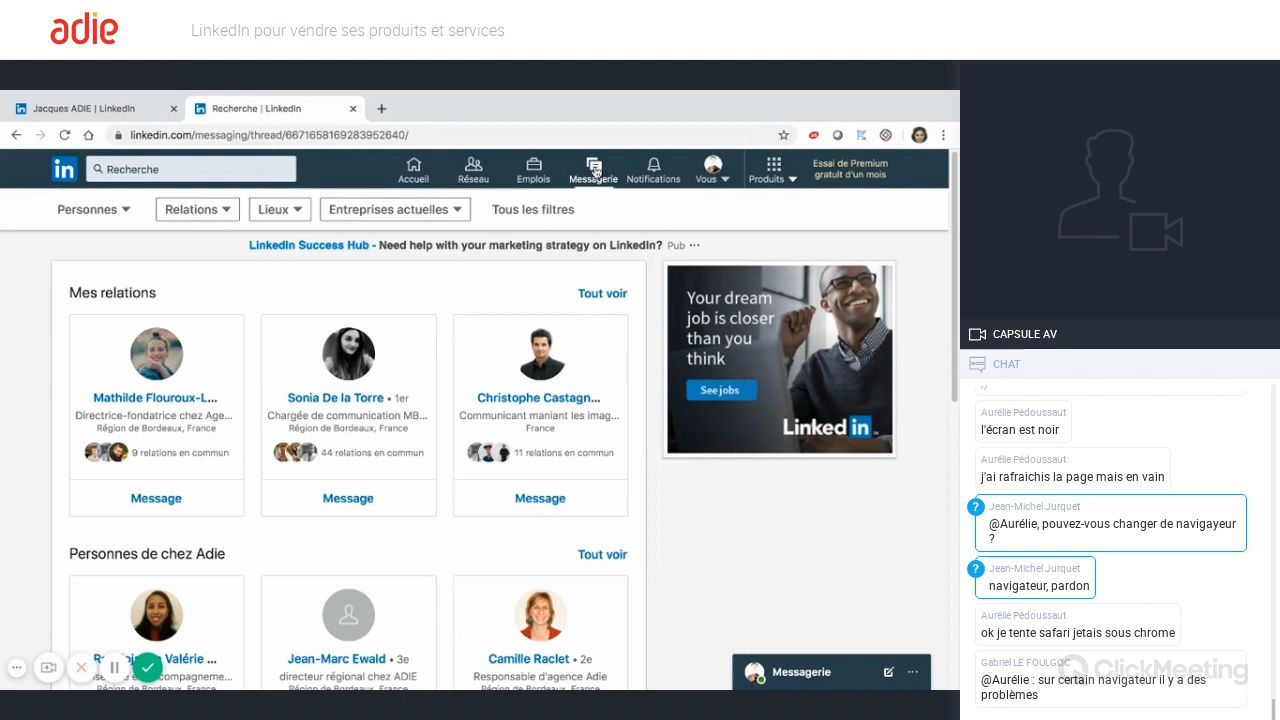 adie
LinkedIn pour vendre ses produits et services
Jacques ADIE | LinkedIn
Recherche | LinkedIn
linkedin.com/messaging/thread/6671658169283952640/
in
Recherche
Accueil
Réseau
Emplois
Messagerie
Notifications
Vous
Produits
Essai de Premium
gratuit d'un mois
Personnes
Relations
Lieux
Entreprises actuelles
Tous les filtres
LinkedIn Success Hub - Need help with your marketing strategy on LinkedIn? Pub ···
Mes relations
Tout voir
Mathilde Flouroux-L...
Directrice-fondatrice chez Age...
Région de Bordeaux, France
9 relations en commun
Message
Sonia De la Torre • 1er
Chargée de communication MB...
Région de Bordeaux, France
44 relations en commun
Message
Christophe Castagn...
Communicant maniant les imag...
France
11 relations en commun
Message
Your dream
job is closer
than you
think
See jobs
Linked in
Personnes de chez Adie
Tout voir
Valérie ...
Jean-Marc Ewald • 3e
directeur régional chez ADIE
Région de Bordeaux, France
Camille Raclet • 2e
Responsable d'agence Adie
Région de Bordeaux, France
Messagerie
CAPSULE AV
CHAT
Aurélie Pédoussaut
l'écran est noir
Aurélie Pédoussaut
j'ai rafraichis la page mais en vain
?
Jean-Michel Jurquet
@Aurélie, pouvez-vous changer de navigayeur
?
?
Jean-Michel Jurquet
navigateur, pardon
Aurélie Pédoussaut
ok je tente safari jetais sous chrome
Gabriel LE FOULGOC
@Aurélie : sur certain navigateur il y a des
problèmes
ClickMeeting